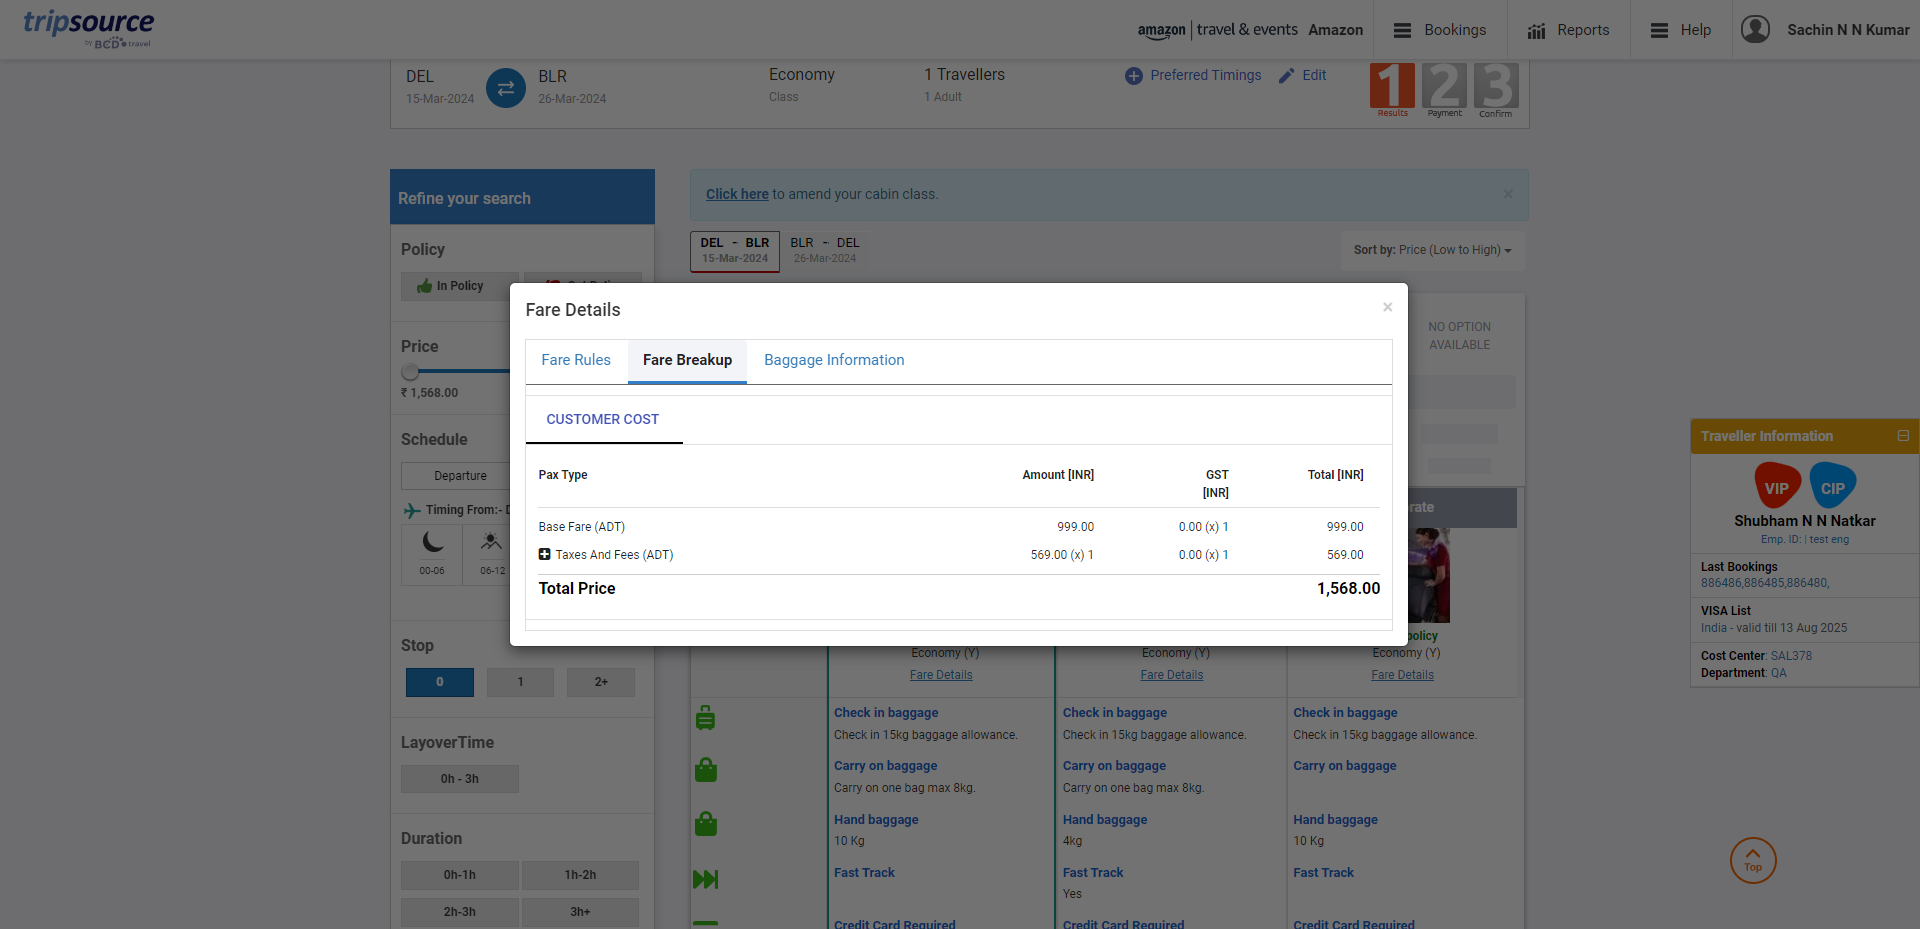 tripsource
by BCD travel
amazon | travel & events Amazon
Bookings
Reports
Help
Sachin N N Kumar
DEL
15-Mar-2024
BLR
26-Mar-2024
Economy
Class
1 Travellers
1 Adult
Preferred Timings
Edit
1
Results
2
Payment
3
Confirm
Refine your search
Policy
In Policy
Price
₹ 1,568.00
Schedule
Departure
Timing From:- D
00-06
06-12
Stop
0
1
2+
LayoverTime
0h - 3h
Duration
0h-1h
1h-2h
2h-3h
3h+
Click here to amend your cabin class.
×
DEL - BLR
15-Mar-2024
BLR - DEL
26-Mar-2024
Sort by: Price (Low to High)
NO OPTION
AVAILABLE
Fare Details
×
Fare Rules
Fare Breakup
Baggage Information
CUSTOMER COST
Pax Type
Amount [INR]
GST
[INR]
Total [INR]
Base Fare (ADT)
999.00
0.00 (x) 1
999.00
Taxes And Fees (ADT)
569.00 (x) 1
0.00 (x) 1
569.00
Total Price
1,568.00
rate
policy
Economy (Y)
Economy (Y)
Economy (Y)
Fare Details
Fare Details
Fare Details
Check in baggage
Check in baggage
Check in baggage
Check in 15kg baggage allowance.
Check in 15kg baggage allowance.
Check in 15kg baggage allowance.
Carry on baggage
Carry on baggage
Carry on baggage
Carry on one bag max 8kg.
Carry on one bag max 8kg.
Hand baggage
Hand baggage
Hand baggage
10 Kg
4kg
10 Kg
Fast Track
Fast Track
Fast Track
Yes
Credit Card Required
Credit Card Required
Credit Card Required
Traveller Information
VIP
CIP
Shubham N N Natkar
Emp. ID: | test eng
Last Bookings
886486,886485,886480,
VISA List
India - valid till 13 Aug 2025
Cost Center: SAL378
Department: QA
Top